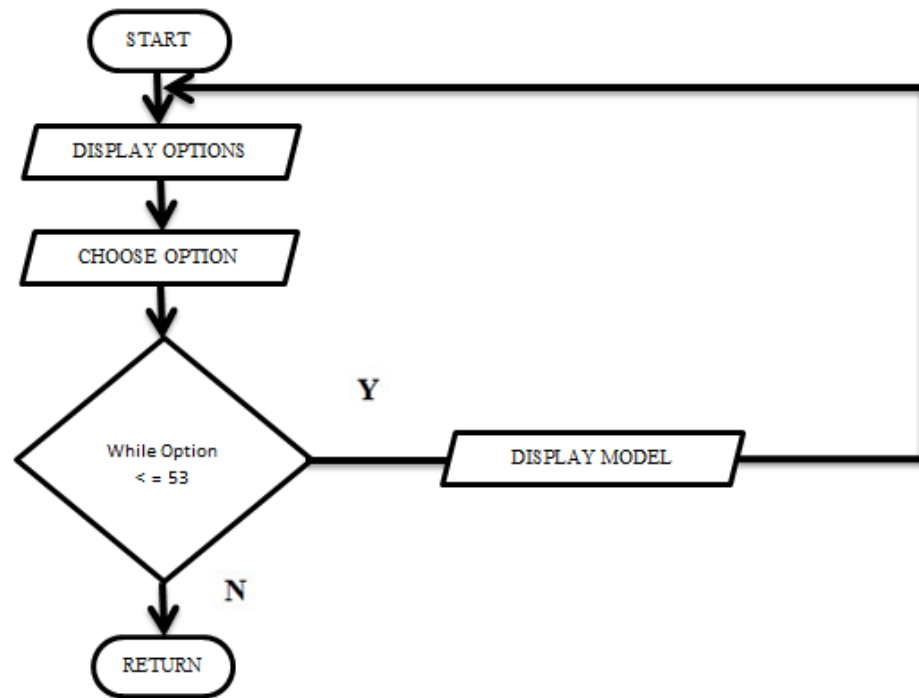 START
DISPLAY OPTIONS
CHOOSE OPTION
While Option
< = 53
Y
DISPLAY MODEL
N
RETURN